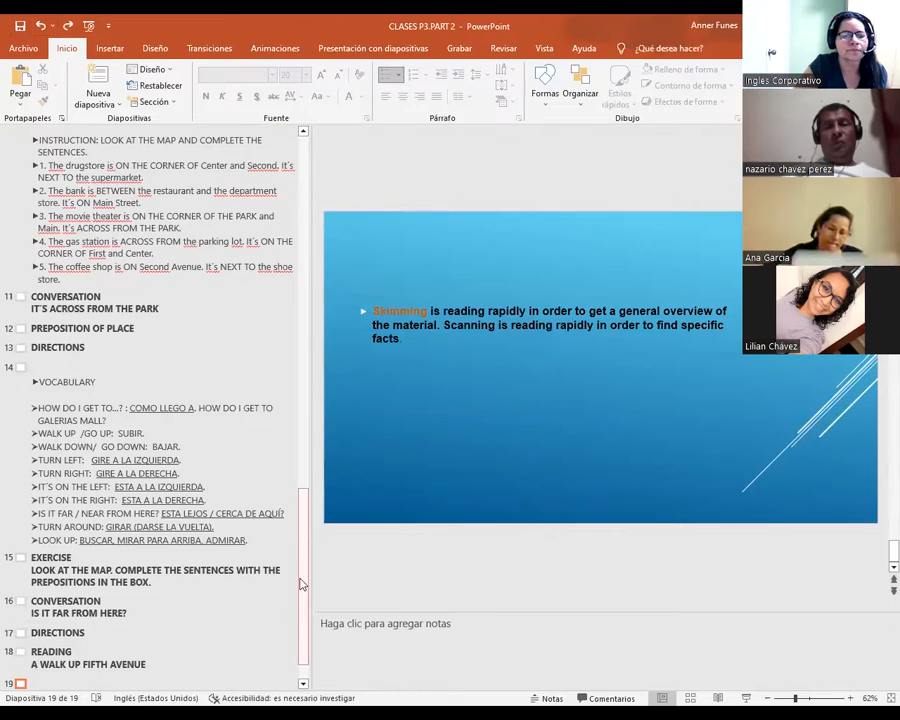 CLASES P3.PART 2 - PowerPoint
Anner Funes
Archivo Inicio Insertar Diseño Transiciones Animaciones Presentación con diapositivas Grabar Revisar Vista Ayuda ¿Qué desea hacer?
Pegar
Nueva diapositiva
Diseño
Restablecer
Sección
20
N K S S abc AV Aa A
Formas
Organizar
Estilos rápidos
Relleno de forma
Contorno de forma
Efectos de forma
Portapapeles Diapositivas Fuente Párrafo Dibujo
Ingles Corporativo
nazario chavez perez
Ana Garcia
Lilian Chávez
INSTRUCTION: LOOK AT THE MAP AND COMPLETE THE
SENTENCES.
1. The drugstore is ON THE CORNER OF Center and Second. It´s
NEXT TO the supermarket.
2. The bank is BETWEEN the restaurant and the department
store. It´s ON Main Street.
3. The movie theater is ON THE CORNER OF THE PARK and
Main. It´s ACROSS FROM THE PARK.
4. The gas station is ACROSS FROM the parking lot. It´s ON THE
CORNER OF First and Center.
5. The coffee shop is ON Second Avenue. It´s NEXT TO the shoe
store.
11 CONVERSATION
IT´S ACROSS FROM THE PARK
12 PREPOSITION OF PLACE
13 DIRECTIONS
14
VOCABULARY
HOW DO I GET TO...? : COMO LLEGO A. HOW DO I GET TO
GALERIAS MALL?
WALK UP /GO UP: SUBIR.
WALK DOWN/ GO DOWN: BAJAR.
TURN LEFT: GIRE A LA IZQUIERDA.
TURN RIGHT: GIRE A LA DERECHA.
IT´S ON THE LEFT: ESTA A LA IZQUIERDA.
IT´S ON THE RIGHT: ESTA A LA DERECHA.
IS IT FAR / NEAR FROM HERE? ESTA LEJOS / CERCA DE AQUÍ?
TURN AROUND: GIRAR (DARSE LA VUELTA).
LOOK UP: BUSCAR, MIRAR PARA ARRIBA. ADMIRAR.
15 EXERCISE
LOOK AT THE MAP. COMPLETE THE SENTENCES WITH THE
PREPOSITIONS IN THE BOX.
16 CONVERSATION
IS IT FAR FROM HERE?
17 DIRECTIONS
18 READING
A WALK UP FIFTH AVENUE
19
Skimming is reading rapidly in order to get a general overview of
the material. Scanning is reading rapidly in order to find specific
facts.
Haga clic para agregar notas
Diapositiva 19 de 19 Inglés (Estados Unidos) Accesibilidad: es necesario investigar Notas Comentarios 62%